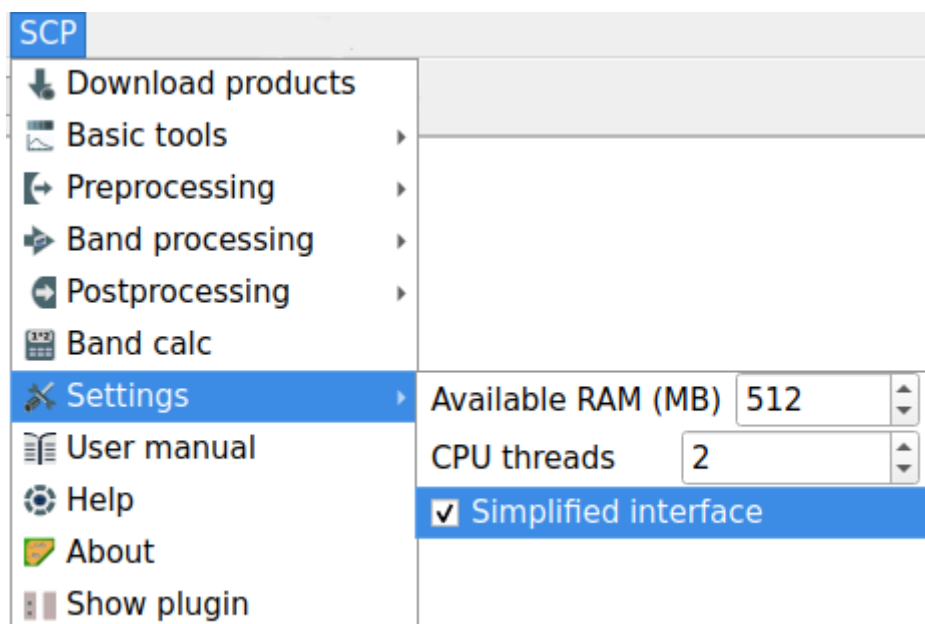 SCP
Download products
Basic tools
Preprocessing
Band processing
Postprocessing
Band calc
Settings
Available RAM (MB) 512
CPU threads 2
Simplified interface
User manual
Help
About
Show plugin